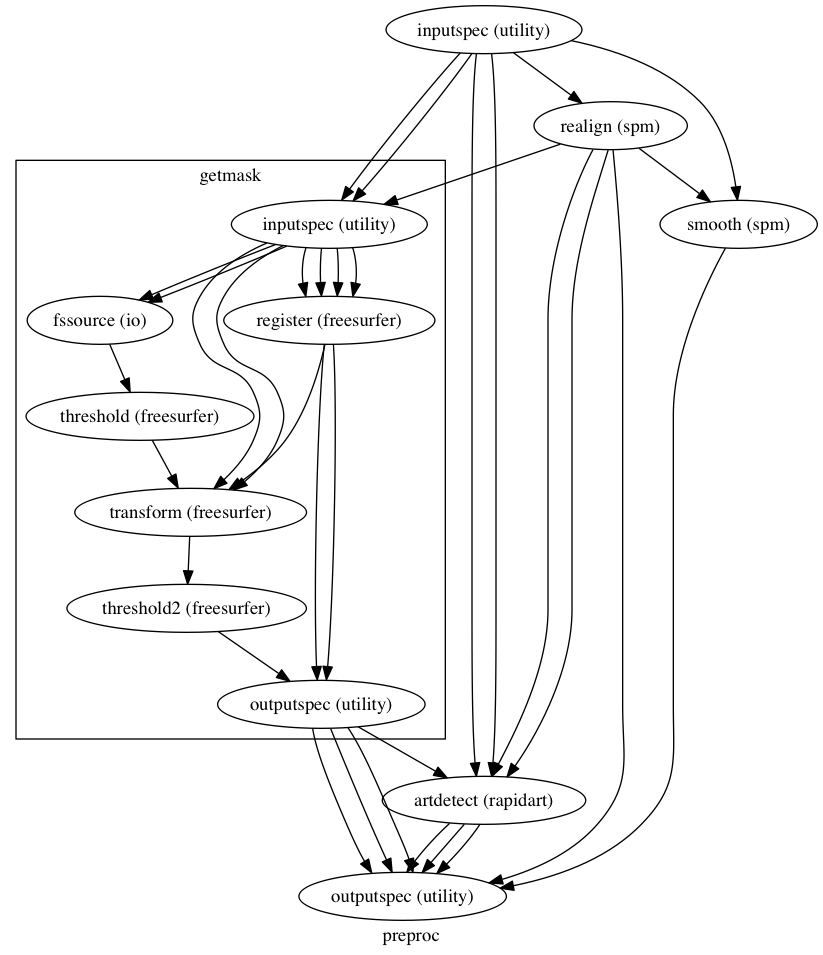 inputspec (utility)
realign (spm)
getmask
inputspec (utility)
smooth (spm)
fssource (io)
register (freesurfer)
threshold (freesurfer)
transform (freesurfer)
threshold2 (freesurfer)
outputspec (utility)
artdetect (rapidart)
outputspec (utility)
preproc